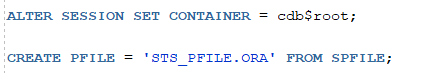 ALTER SESSION SET CONTAINER = cdb$root;
CREATE PFILE = 'STS_PFILE.ORA' FROM SPFILE;